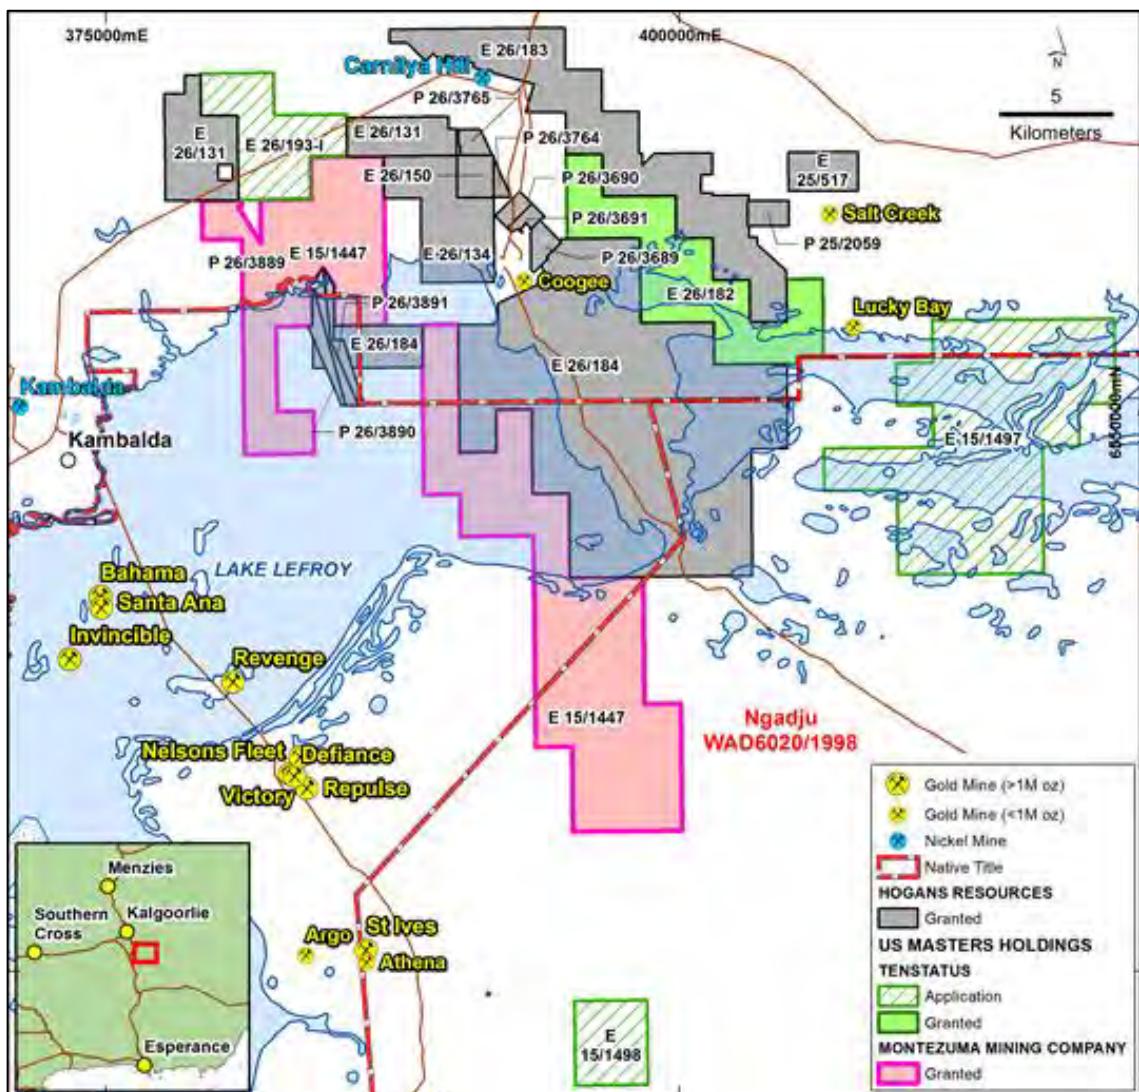 375000mE
400000mE
E 26/183
Carnilya Hill
P 26/3765
N
5
Kilometers
E
26/131
E 26/193-I
E 26/131
P 26/3764
E 26/150
P 26/3690
E
25/517
P 26/3691
Salt Creek
E 15/1447
E 26/134
P 26/3689
P 25/2059
P 26/3889
Coogee
P 26/3891
E 26/182
Lucky Bay
E 26/184
E 26/184
Kambalda
6550000mN
Kambalda
P 26/3890
E 15/1497
LAKE LEFROY
Bahama
Santa Ana
Invincible
Revenge
E 15/1447
Ngadju
WAD6020/1998
Nelsons Fleet
Defiance
Victory
Repulse
Argo
St Ives
Athena
E
15/1498
Menzies
Southern
Cross
Kalgoorlie
Esperance
Gold Mine (>1M oz)
Gold Mine (<1M oz)
Nickel Mine
Native Title
HOGANS RESOURCES
Granted
US MASTERS HOLDINGS
TENSTATUS
Application
Granted
MONTEZUMA MINING COMPANY
Granted